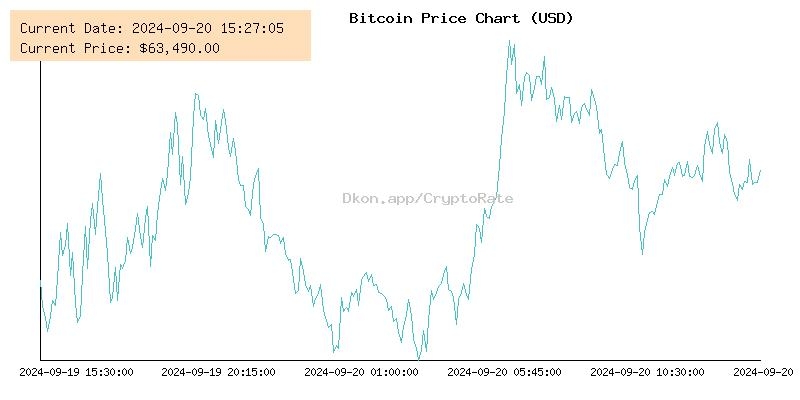 Bitcoin Price Chart (USD)
Current Date: 2024-09-20 15:27:05
Current Price: $63,490.00
Dkon.app/CryptoRate
2024-09-19 15:30:00 2024-09-19 20:15:00 2024-09-20 01:00:00 2024-09-20 05:45:00 2024-09-20 10:30:00 2024-09-20